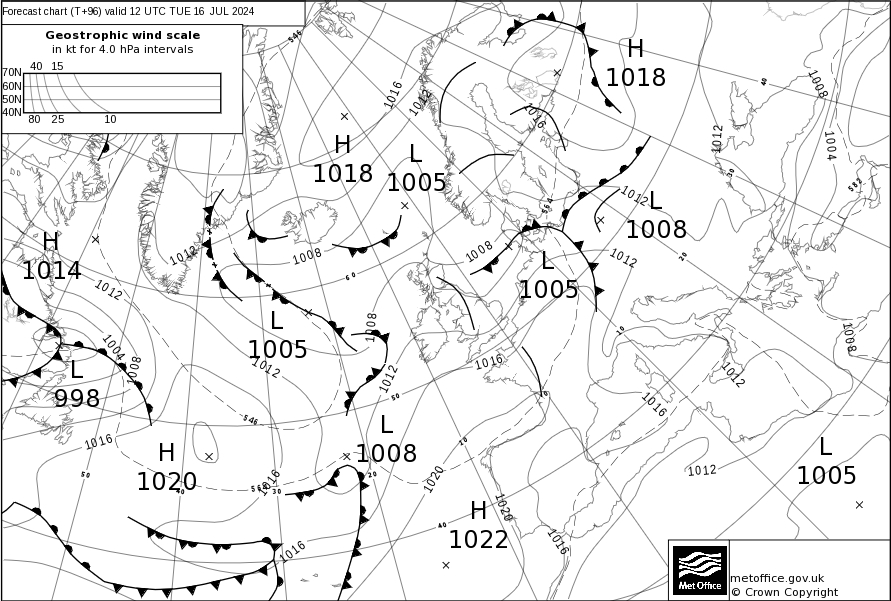 Forecast chart (T+96) valid 12 UTC TUE 16 JUL 2024
Geostrophic wind scale
in kt for 4.0 hPa intervals
40 15
70N
60N
50N
40N
80 25 10
546
H
1018
40
1008
1016
1012
1016
1012
1004
H
1018
L
1005
30
582
564
1012
L
1008
H
1014
1012
1008
1008
1012
20
60
L
1005
1012
10
1004
1008
L
1005
1008
1008
1012
1016
1012
1012
L
998
50
10
1016
546
1016
L
1008
20
H
1020
50
40
30
1016
20
1020
1012
L
1005
1020
H
1022
40
1016
1016
Met Office
metoffice.gov.uk
© Crown Copyright